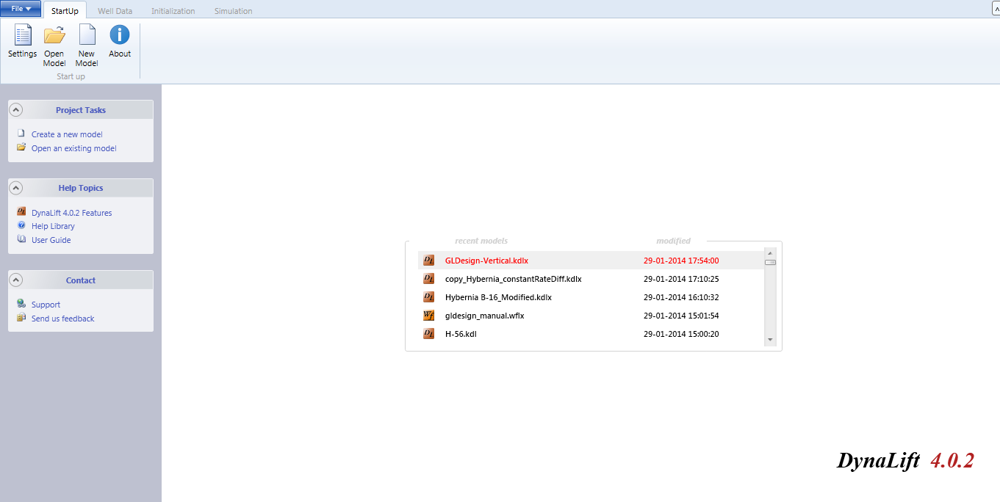 File
StartUp
Well Data
Initialization
Simulation
Settings
Open
Model
New
Model
About
Start up
Project Tasks
Create a new model
Open an existing model
Help Topics
DynaLift 4.0.2 Features
Help Library
User Guide
Contact
Support
Send us feedback
recent models modified
GLDesign-Vertical.kdlx 29-01-2014 17:54:00
copy_Hybernia_constantRateDiff.kdlx 29-01-2014 17:10:25
Hybernia B-16_Modified.kdlx 29-01-2014 16:10:32
gldesign_manual.wflx 29-01-2014 15:01:54
H-56.kdl 29-01-2014 15:00:20
DynaLift 4.0.2